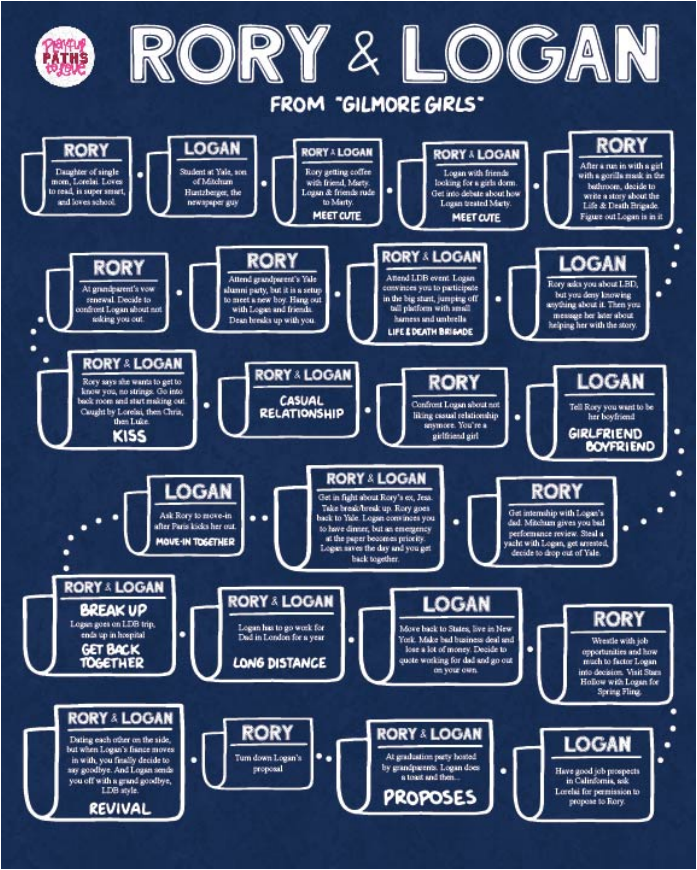 Playful
PATHS
to Love
RORY & LOGAN
FROM "GILMORE GIRLS"
RORY
Daughter of single
mom, Lorelai. Loves
to read, is super smart,
and loves school.
LOGAN
Student at Yale, son
of Mitchum
Huntzberger, the
newspaper guy
RORY & LOGAN
Rory getting coffee
with friend, Marty.
Logan & friends rude
to Marty.
MEET CUTE
RORY & LOGAN
Logan with friends
looking for a girls dorm.
Get into debate about how
Logan treated Marty.
MEET CUTE
RORY
After a run in with a girl
with a gorilla mask in the
bathroom, decide to
write a story about the
Life & Death Brigade.
Figure out Logan is in it
LOGAN
Rory asks you about LBD,
but you deny knowing
anything about it. Then you
message her later about
helping her with the story.
RORY & LOGAN
Attend LDB event. Logan
convinces you to participate
in the big stunt, jumping off
tall platform with small
harness and umbrella
LIFE & DEATH BRIGADE
RORY
Attend grandparent's Yale
alumni party, but it is a setup
to meet a new boy. Hang out
with Logan and friends.
Dean breaks up with you.
RORY
At grandparent's vow
renewal. Decide to
confront Logan about not
asking you out.
RORY & LOGAN
Rory says she wants to get to
know you, no strings. Go into
back room and start making out.
Caught by Lorelai, then Chris,
then Luke.
KISS
RORY & LOGAN
CASUAL
RELATIONSHIP
RORY
Confront Logan about not
liking casual relationship
anymore. You're a
girlfriend girl
LOGAN
Tell Rory you want to be
her boyfriend
GIRLFRIEND
BOYFRIEND
RORY
Get internship with Logan's
dad. Mitchum gives you bad
performance review. Steal a
yacht with Logan, get arrested,
decide to drop out of Yale.
RORY & LOGAN
Get in fight about Rory's ex, Jess.
Take break/break up. Rory goes
back to Yale. Logan convinces you
to have dinner, but an emergency
at the paper becomes priority.
Logan saves the day and you get
back together.
LOGAN
Ask Rory to move-in
after Paris kicks her out.
MOVE-IN TOGETHER
RORY & LOGAN
BREAK UP
Logan goes on LDB trip,
ends up in hospital
GET BACK
TOGETHER
RORY & LOGAN
Logan has to go work for
Dad in London for a year
LONG DISTANCE
LOGAN
Move back to States, live in New
York. Make bad business deal and
lose a lot of money. Decide to
quote working for dad and go out
on your own.
RORY
Wrestle with job
opportunities and how
much to factor Logan
into decision. Visit Stars
Hollow with Logan for
Spring Fling.
LOGAN
Have good job prospects
in Calinfornia, ask
Lorelai for permission to
propose to Rory.
RORY & LOGAN
At graduation party hosted
by grandparents. Logan does
a toast and then...
PROPOSES
RORY
Turn down Logan's
proposal
RORY & LOGAN
Dating each other on the side,
but when Logan's fiance moves
in with, you finally decide to
say goodbye. And Logan sends
you off with a grand goodbye,
LDB style.
REVIVAL